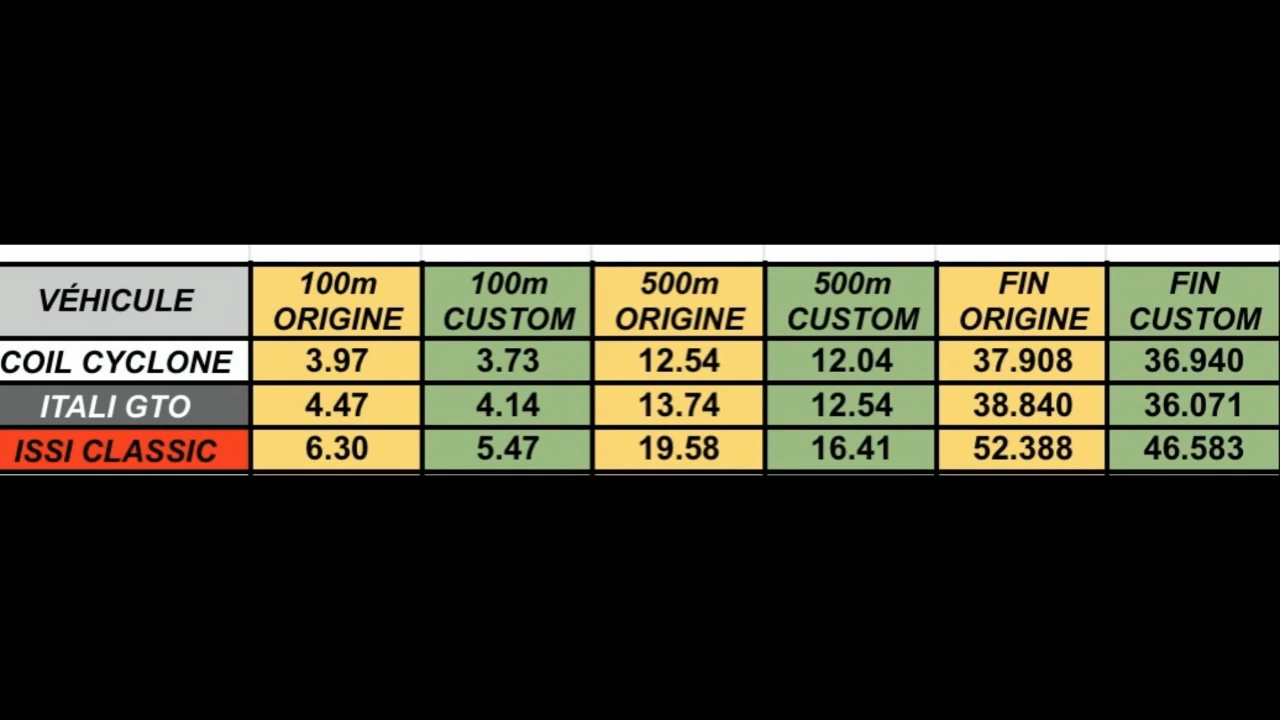 VÉHICULE 100m ORIGINE 100m CUSTOM 500m ORIGINE 500m CUSTOM FIN ORIGINE FIN CUSTOM
COIL CYCLONE 3.97 3.73 12.54 12.04 37.908 36.940
ITALI GTO 4.47 4.14 13.74 12.54 38.840 36.071
ISSI CLASSIC 6.30 5.47 19.58 16.41 52.388 46.583